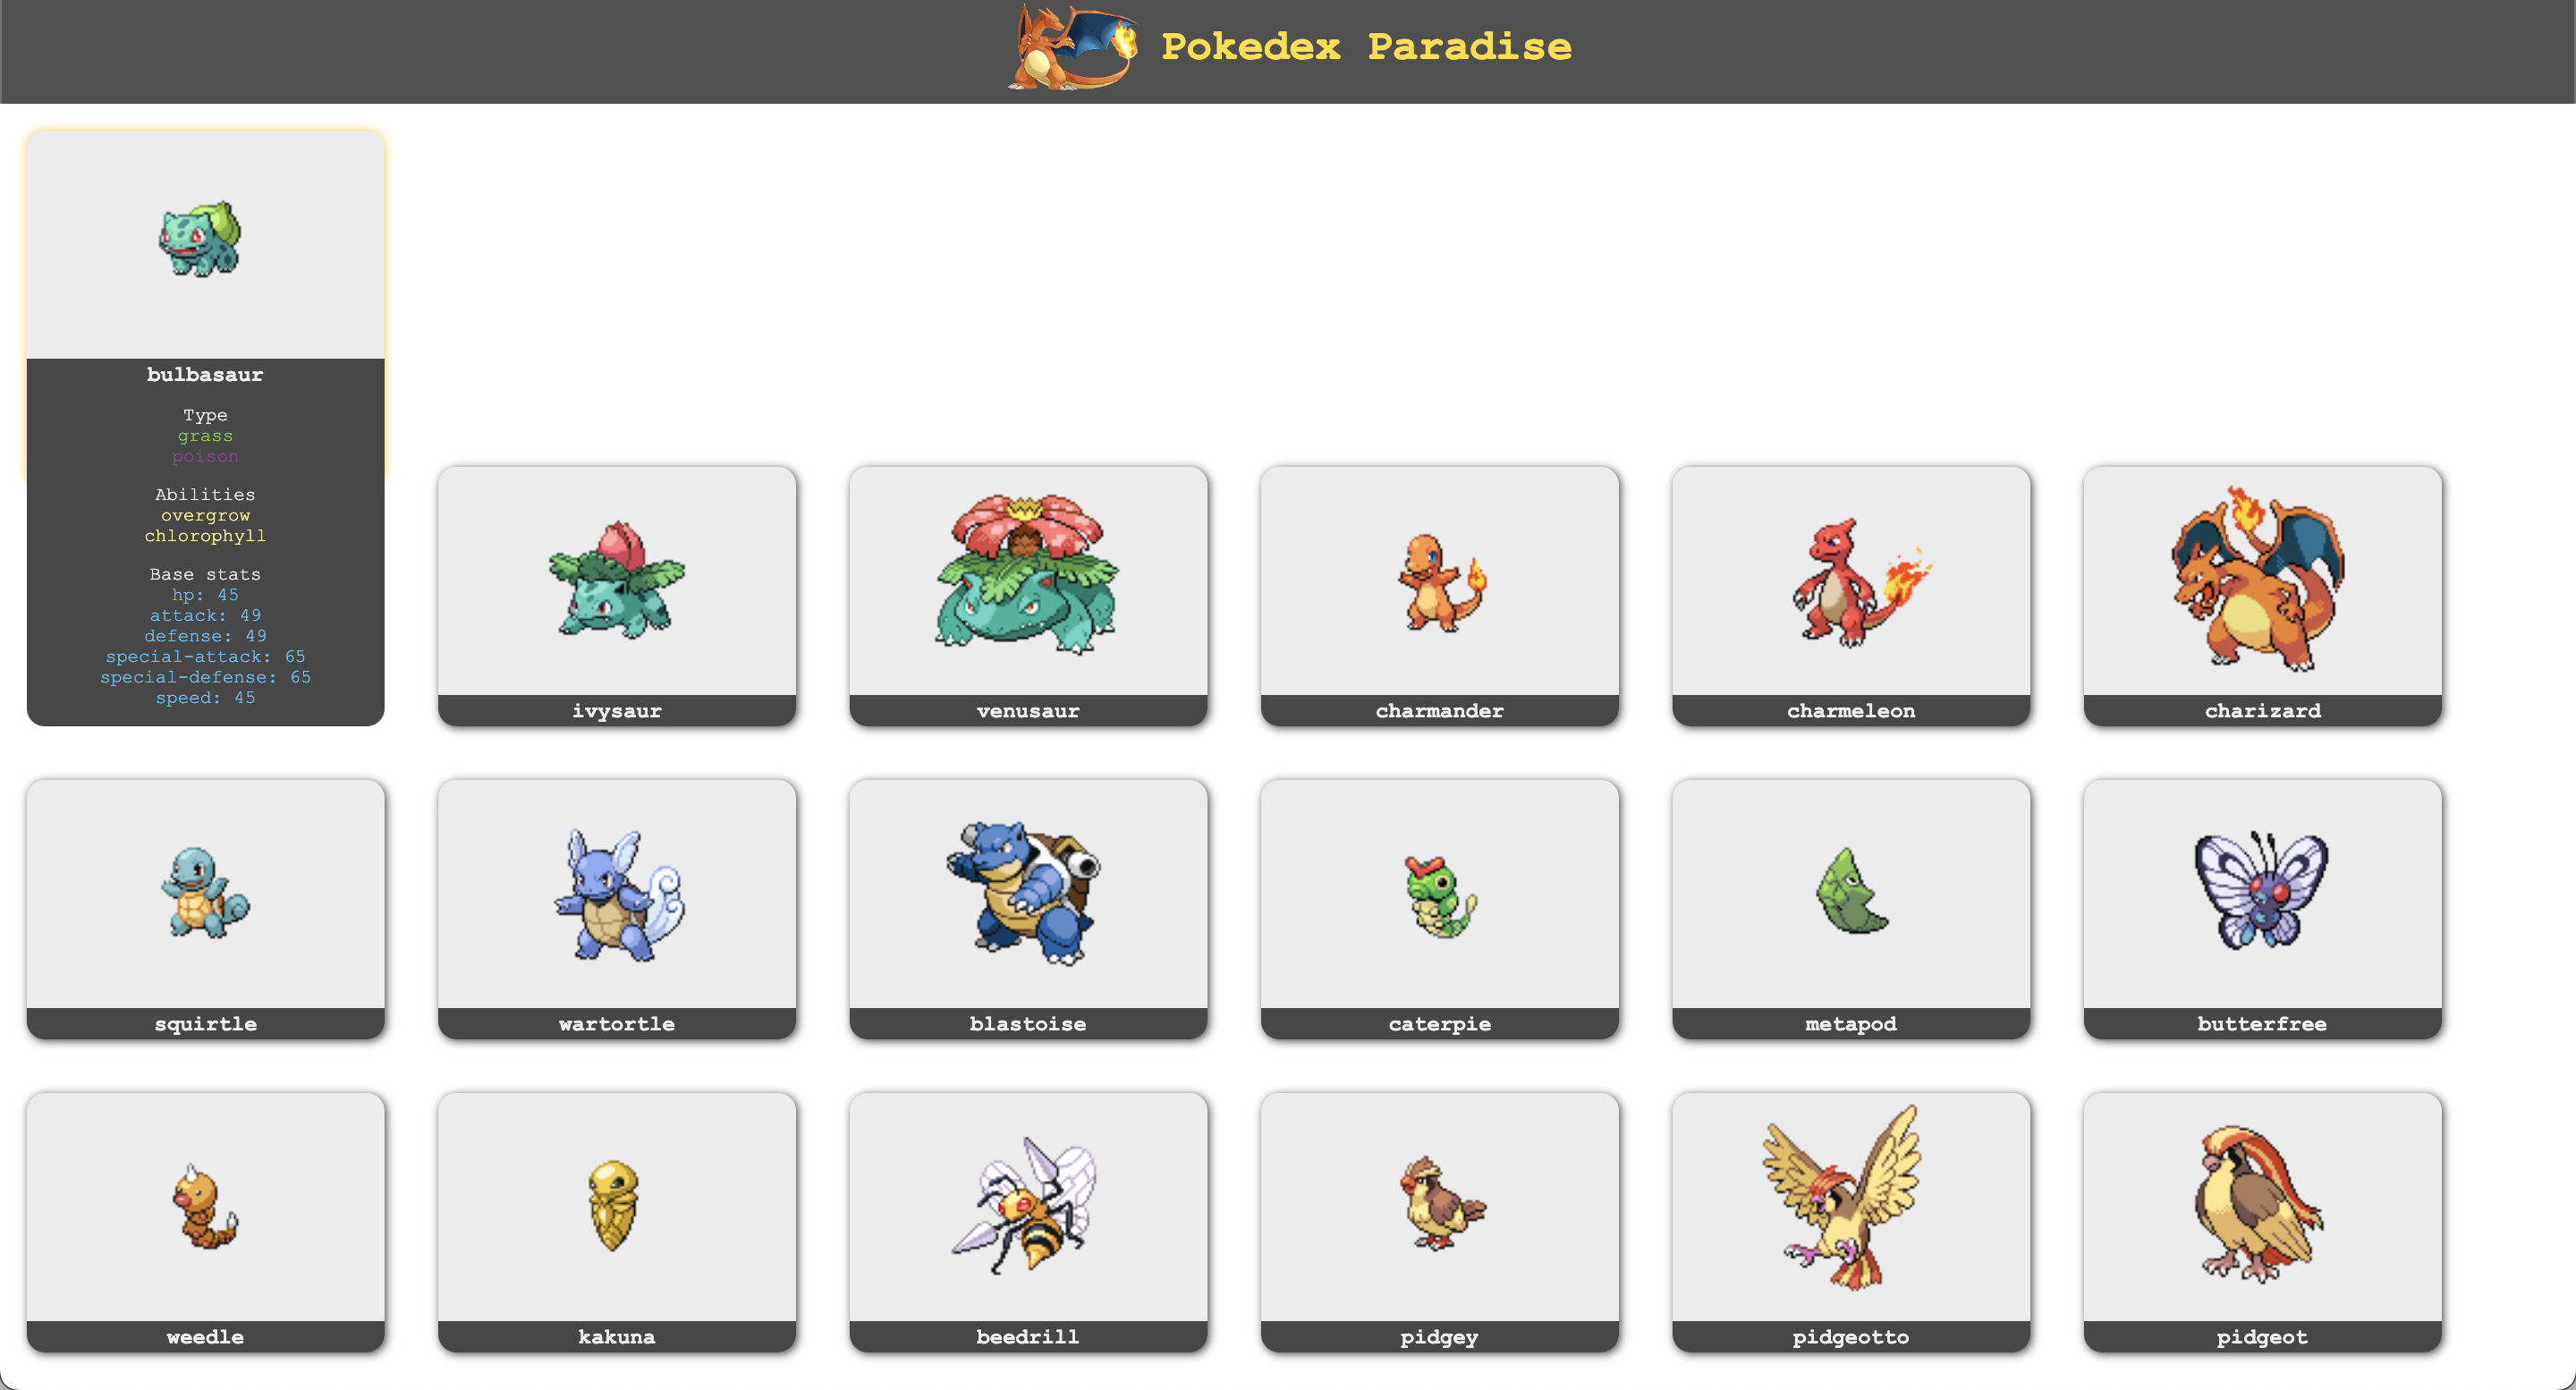 Pokedex Paradise
bulbasaur
Type
grass
poison
Abilities
overgrow
chlorophyll
Base stats
hp: 45
attack: 49
defense: 49
special-attack: 65
special-defense: 65
speed: 45
ivysaur
venusaur
charmander
charmeleon
charizard
squirtle
wartortle
blastoise
caterpie
metapod
butterfree
weedle
kakuna
beedrill
pidgey
pidgeotto
pidgeot